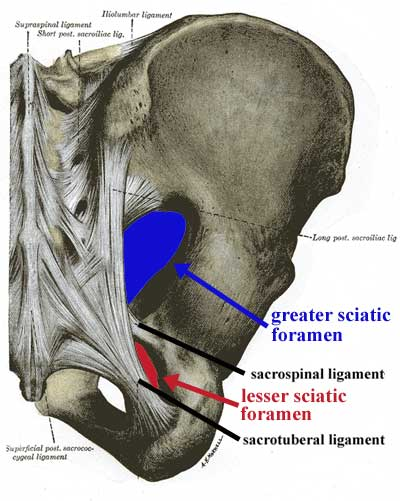 Iliolumbar ligament
Supraspinal ligament
Short post. sacroiliac lig.
Long post. sacroiliac lig
greater sciatic
foramen
sacrospinal ligament
lesser sciatic
foramen
sacrotuberal ligament
Superficial post. sacrococ-
cygeal ligament